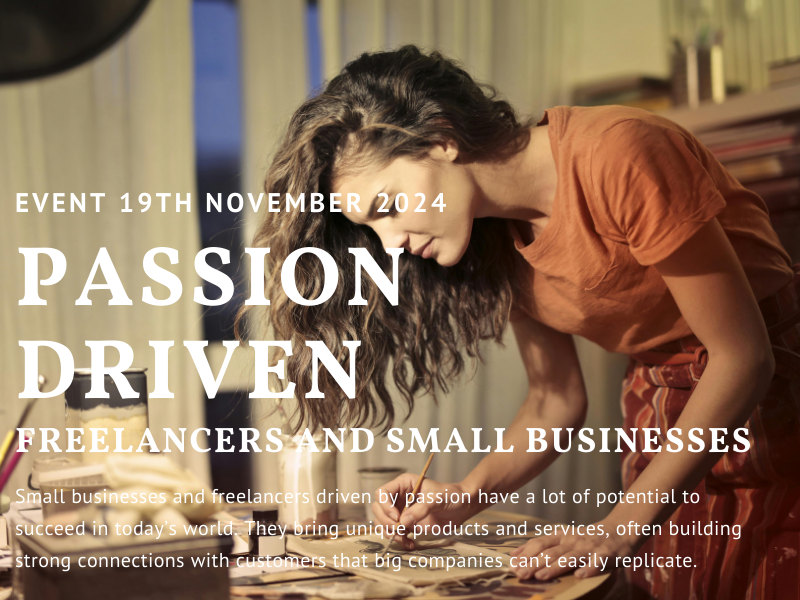 EVENT 19TH NOVEMBER 2024
PASSION
DRIVEN
FREELANCERS AND SMALL BUSINESSES
Small businesses and freelancers driven by passion have a lot of potential to
succeed in today's world. They bring unique products and services, often building
strong connections with customers that big companies can't easily replicate.